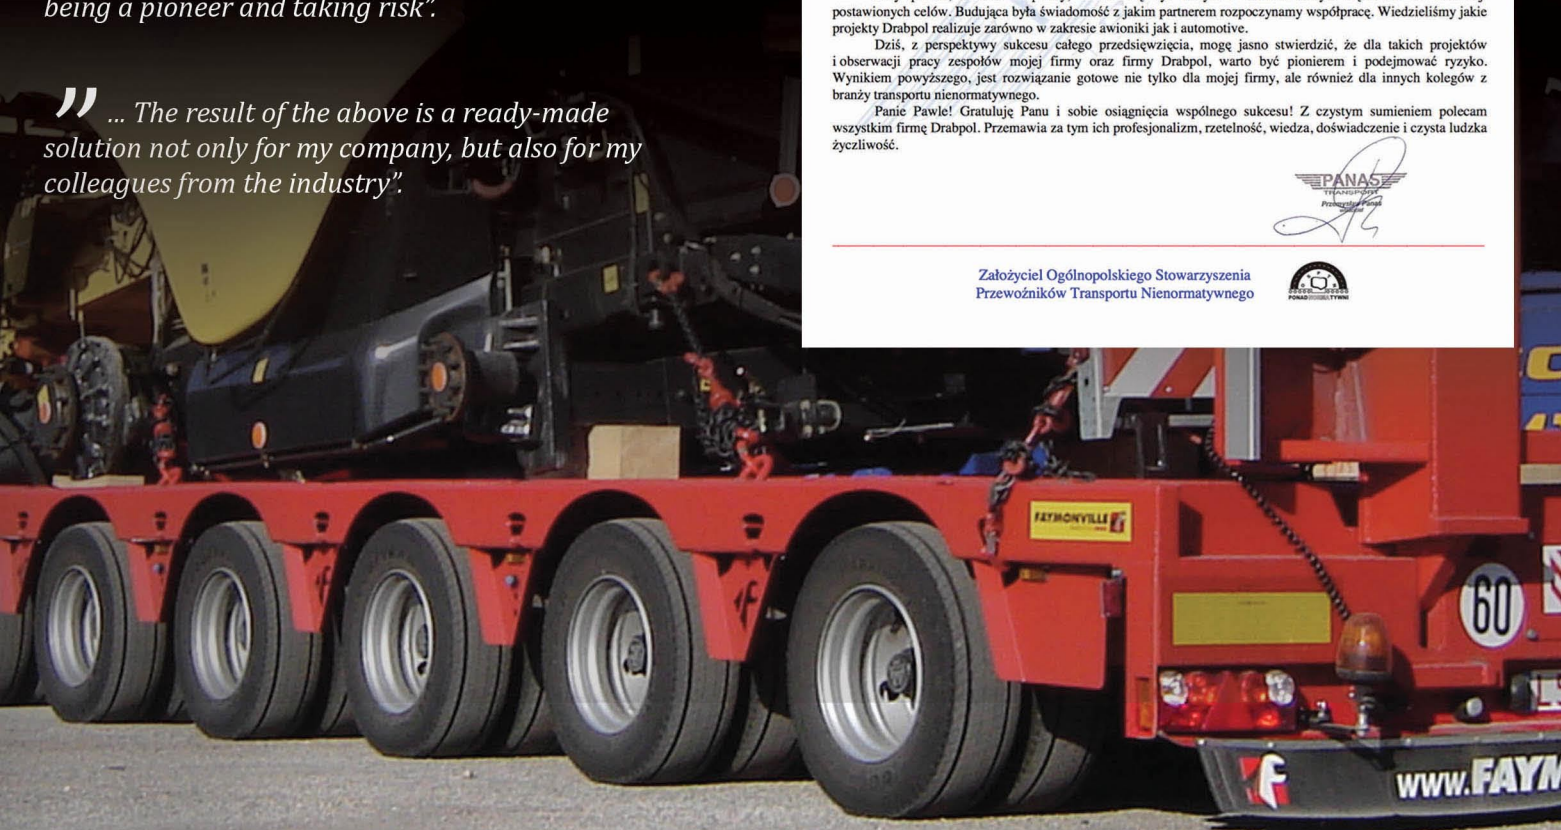 being a pioneer and taking risk”.
” ... The result of the above is a ready-made
solution not only for my company, but also for my
colleagues from the industry”.
postawionych celów. Budująca była świadomość z jakim partnerem rozpoczynamy współpracę. Wiedzieliśmy jakie
projekty Drabpol realizuje zarówno w zakresie awioniki jak i automotive.
Dziś, z perspektywy sukcesu całego przedsięwzięcia, mogę jasno stwierdzić, że dla takich projektów
i obserwacji pracy zespołów mojej firmy oraz firmy Drabpol, warto być pionierem i podejmować ryzyko.
Wynikiem powyższego, jest rozwiązanie gotowe nie tylko dla mojej firmy, ale również dla innych kolegów z
branży transportu nienormatywnego.
Panie Pawle! Gratuluję Panu i sobie osiągnięcia wspólnego sukcesu! Z czystym sumieniem polecam
wszystkim firmę Drabpol. Przemawia za tym ich profesjonalizm, rzetelność, wiedza, doświadczenie i czysta ludzka
życzliwość.
PANAS
TRANSPORT
Przemysław Panas
Założyciel Ogólnopolskiego Stowarzyszenia
Przewoźników Transportu Nienormatywnego
PONADNORMATYWNI
FAYMONVILLE
60
www.FAYM